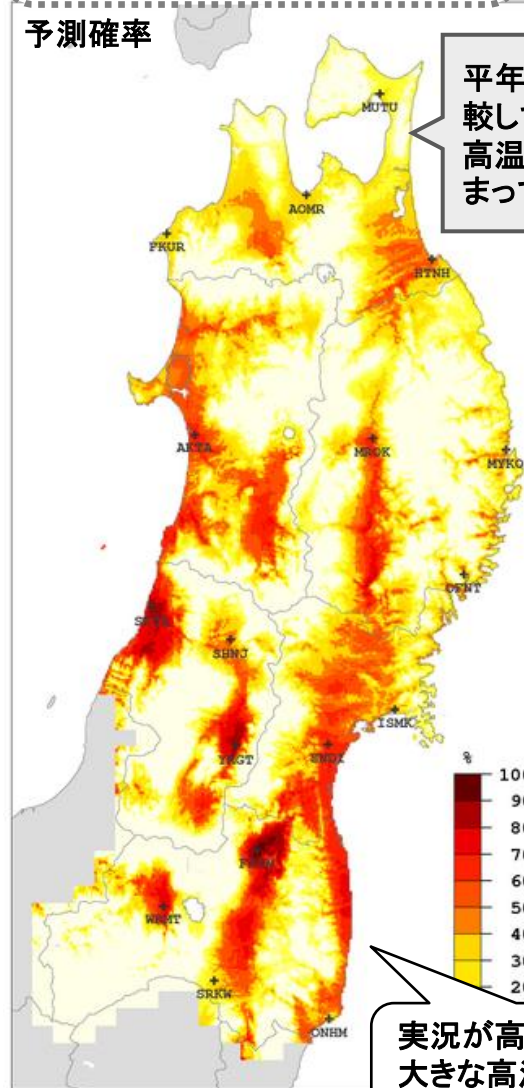 予測確率
平年
較して
高温
まって
MUTU
AOMR
FKUR
HTNH
AKTA
MROK
MYKO
OFNT
SHNJ
ISMK
YMGT
SNDI
WKMT
SRKW
ONHM
%
100
90
80
70
60
50
40
30
20
実況が高
大きな高